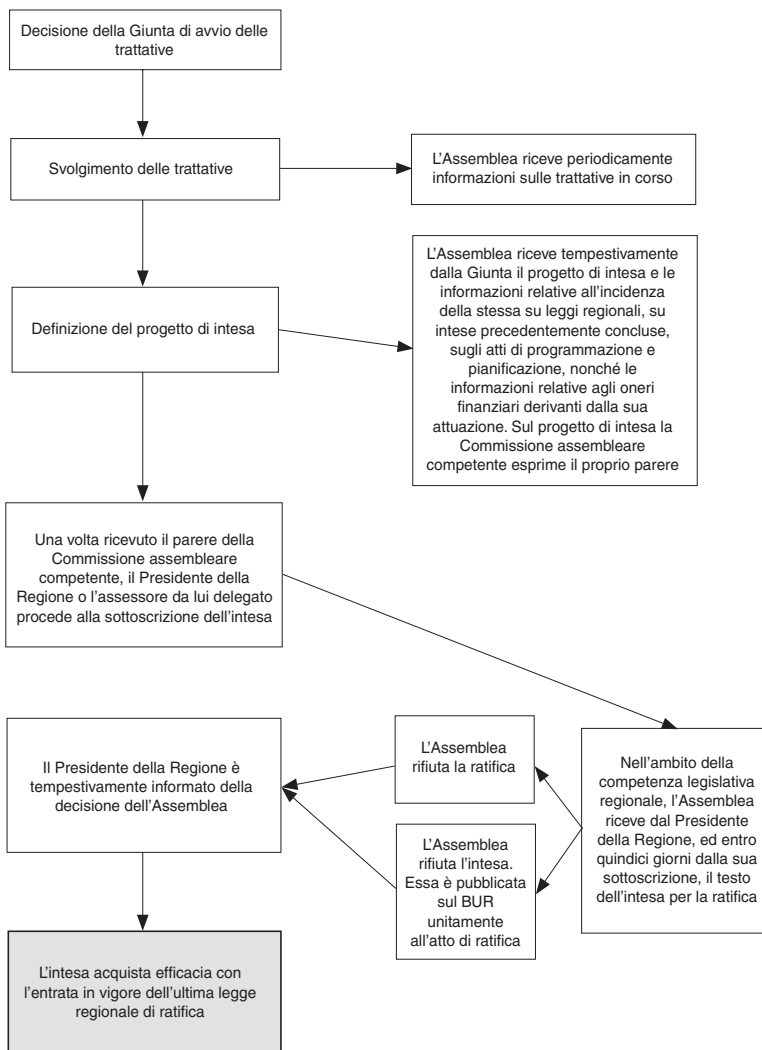 Decisione della Giunta di avvio delle
trattative
Svolgimento delle trattative
L'Assemblea riceve periodicamente
informazioni sulle trattative in corso
Definizione del progetto di intesa
L'Assemblea riceve tempestivamente
dalla Giunta il progetto di intesa e le
informazioni relative all'incidenza
della stessa su leggi regionali, su
intese precedentemente concluse,
sugli atti di programmazione e
pianificazione, nonché le
informazioni relative agli oneri
finanziari derivanti dalla sua
attuazione. Sul progetto di intesa la
Commissione assembleare
competente esprime il proprio parere
Una volta ricevuto il parere della
Commissione assembleare
competente, il Presidente della
Regione o l'assessore da lui delegato
procede alla sottoscrizione dell'intesa
Il Presidente della Regione è
tempestivamente informato della
decisione dell'Assemblea
L'Assemblea
rifiuta la ratifica
L'Assemblea
rifiuta l'intesa.
Essa è pubblicata
sul BUR
unitamente
all'atto di ratifica
Nell'ambito della
competenza legislativa
regionale, l'Assemblea
riceve dal Presidente
della Regione, ed entro
quindici giorni dalla sua
sottoscrizione, il testo
dell'intesa per la ratifica
L'intesa acquista efficacia con
l'entrata in vigore dell'ultima legge
regionale di ratifica